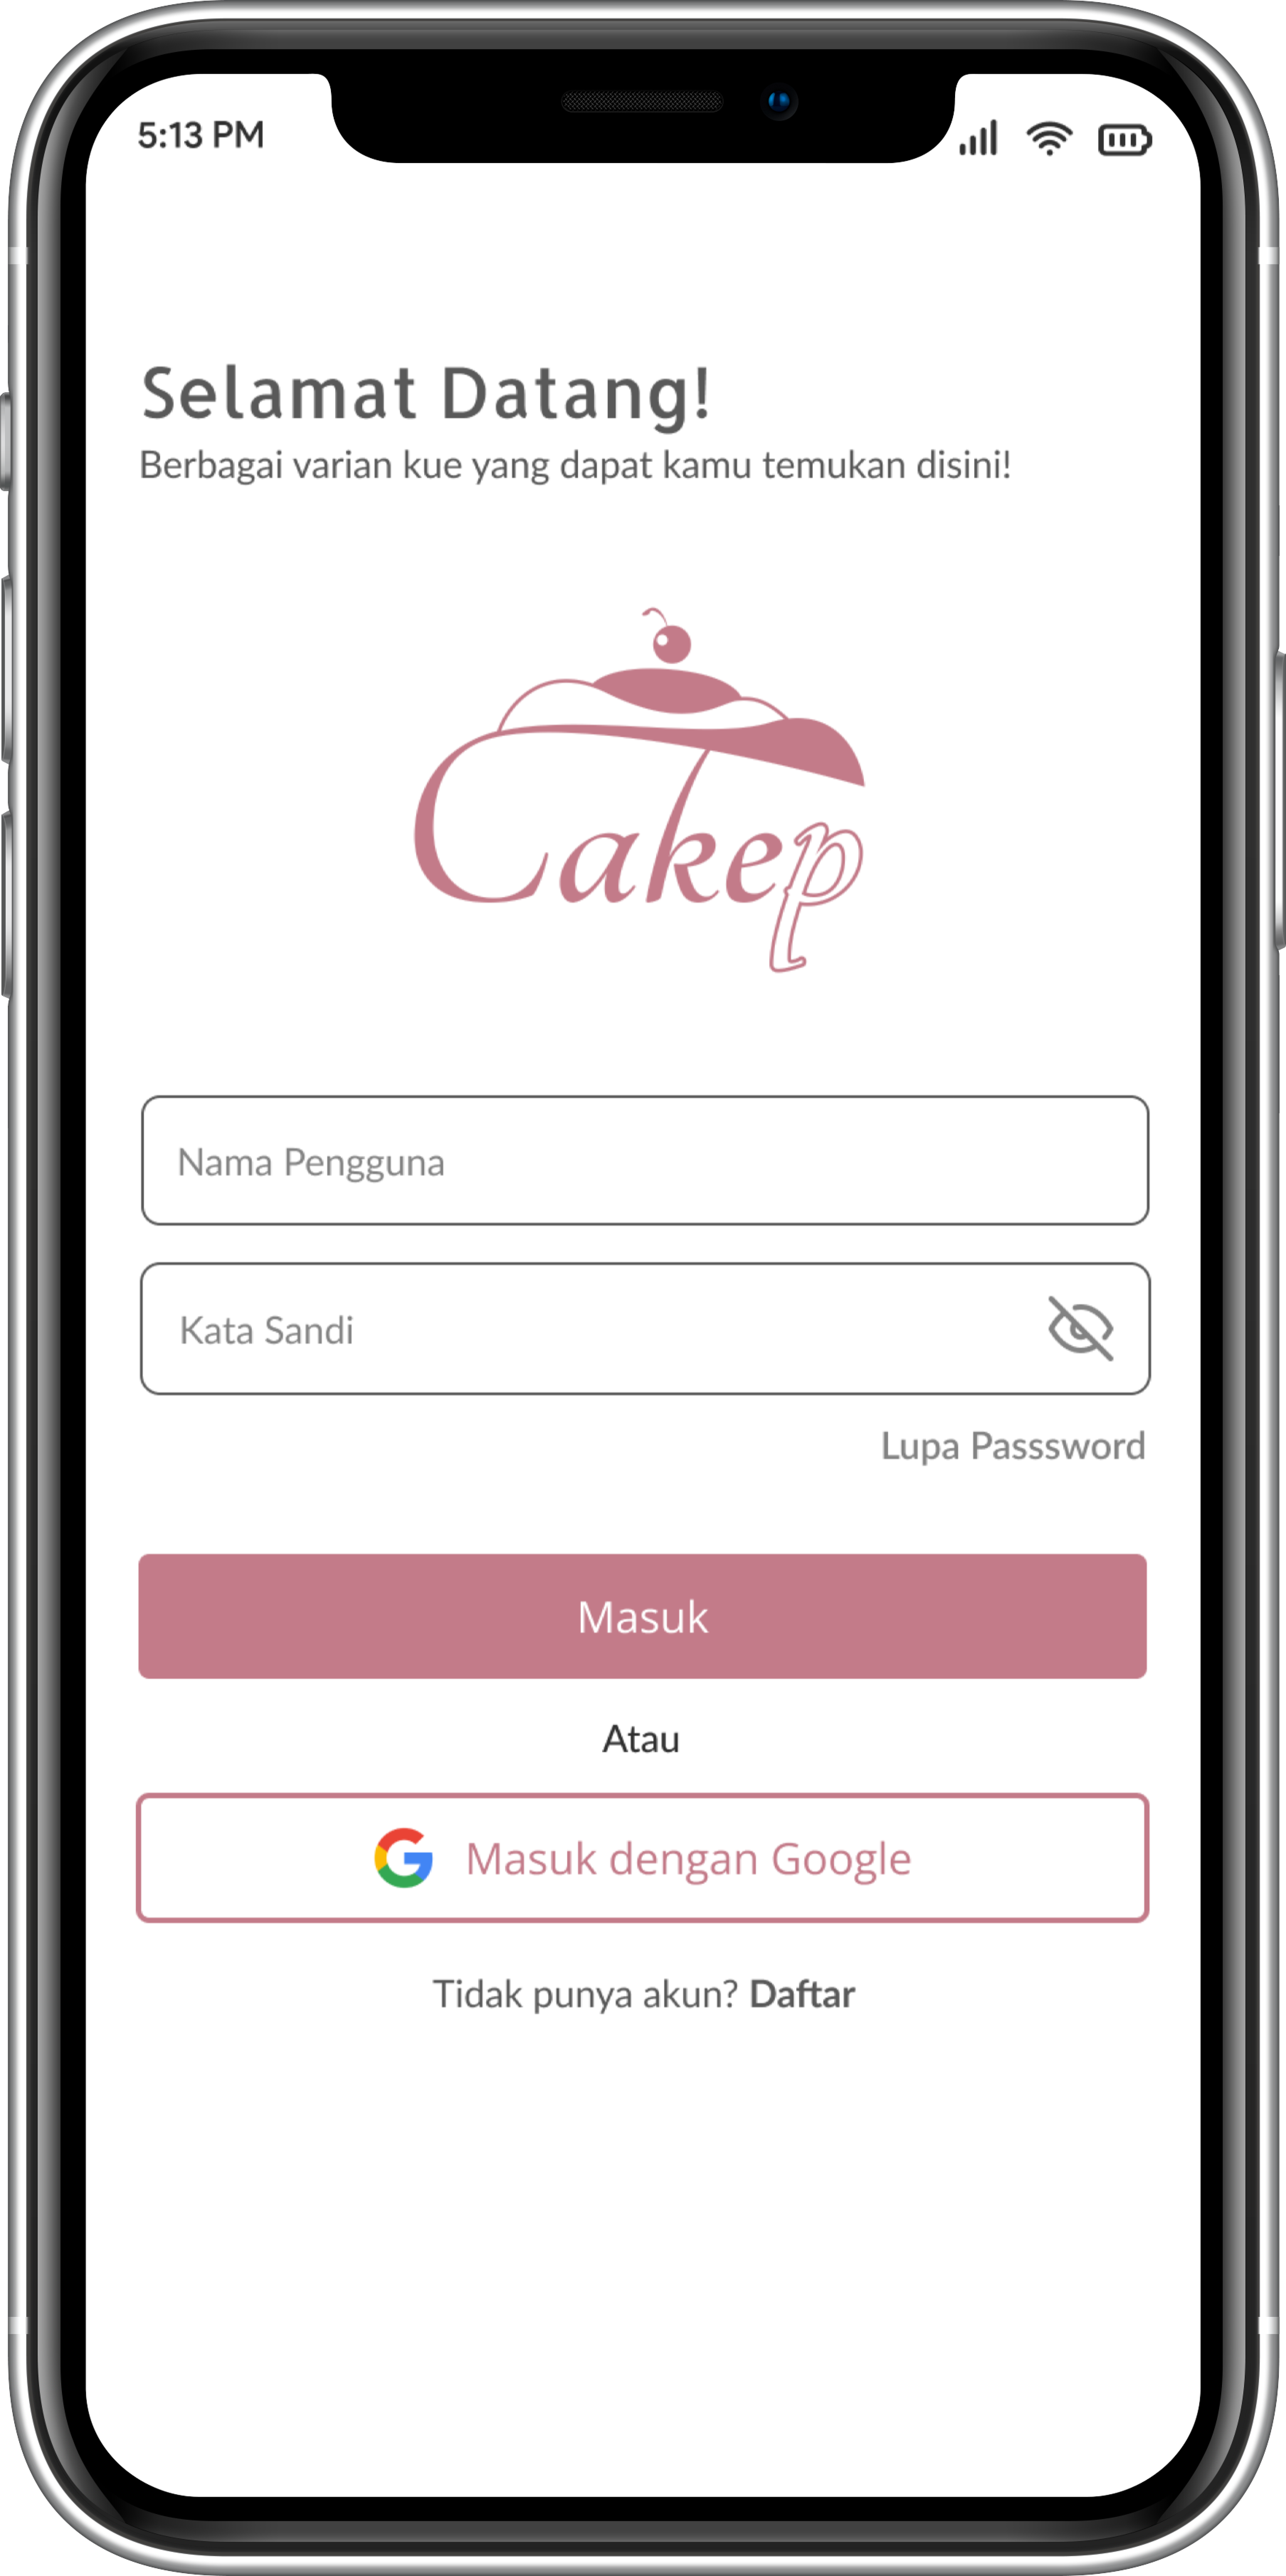 5:13 PM
Selamat Datang!
Berbagai varian kue yang dapat kamu temukan disini!
Cakep
Nama Pengguna
Kata Sandi
Lupa Passsword
Masuk
Atau
Masuk dengan Google
Tidak punya akun? Daftar